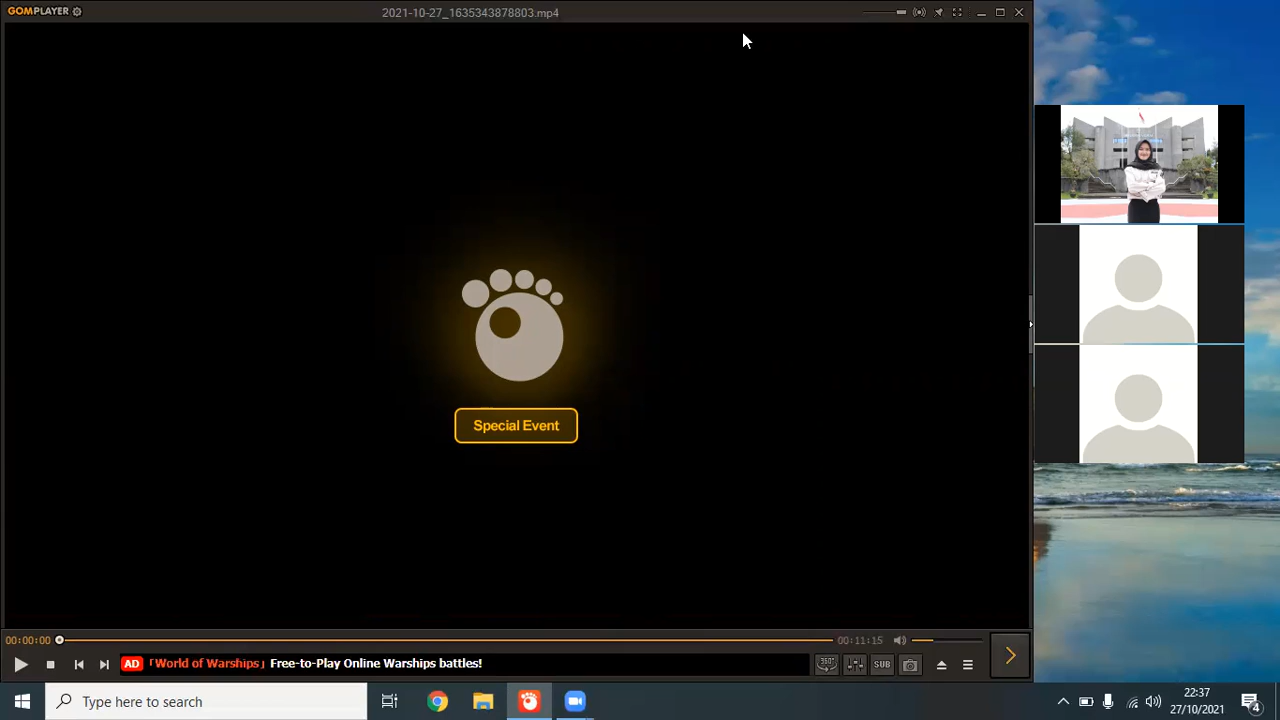 GOMPLAYER
2021-10-27_1635343878803.mp4
Special Event
00:00:00
00:11:15
AD 「World of Warships」 Free-to-Play Online Warships battles!
360°
SUB
Type here to search
22:37
27/10/2021
4